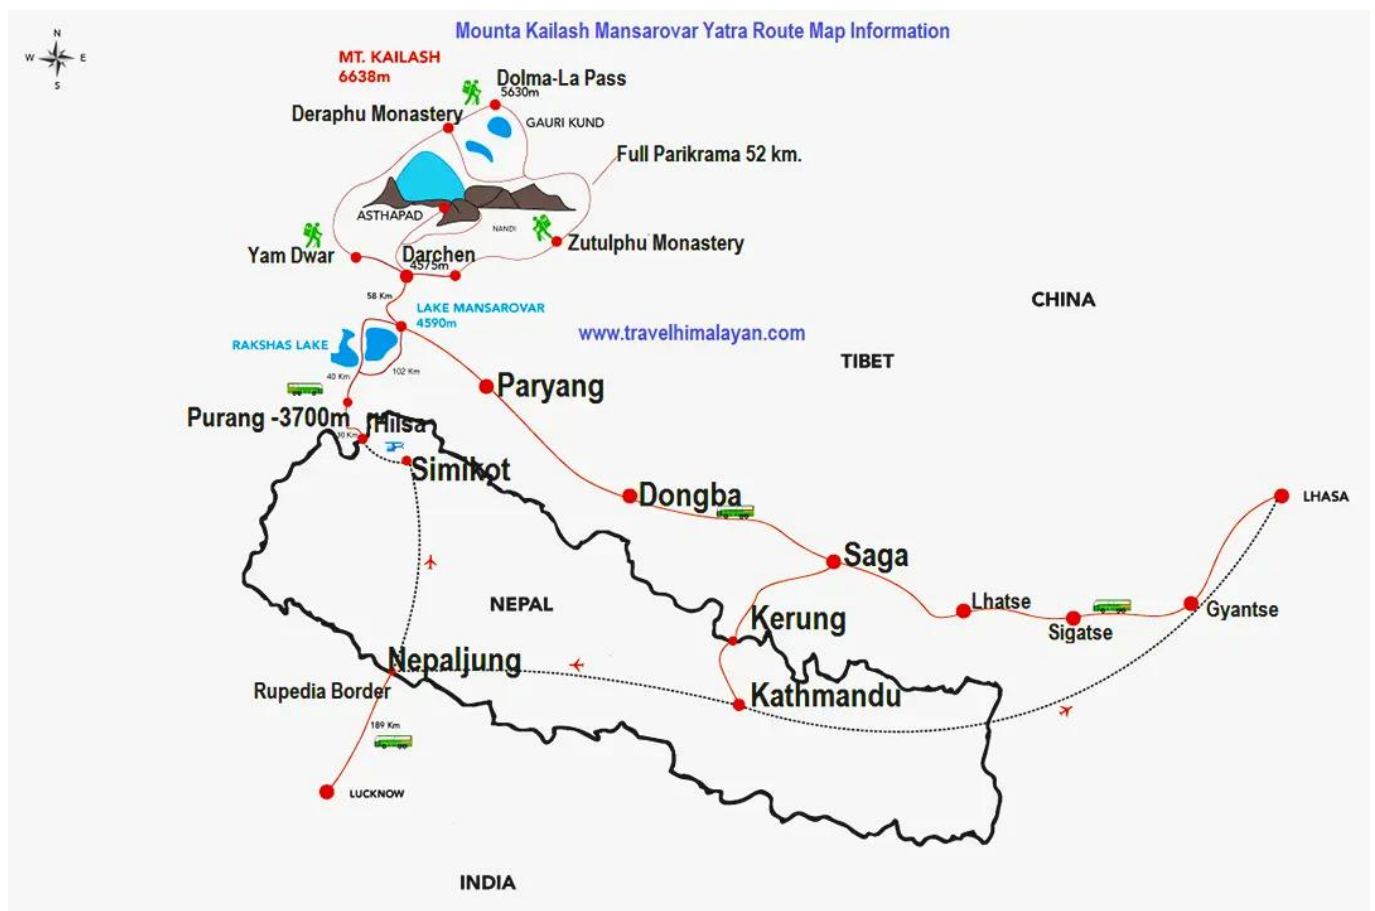 Mounta Kailash Mansarovar Yatra Route Map Information
N
W
E
S
MT. KAILASH
6638m
Dolma-La Pass
5630m
Deraphu Monastery
GAURI KUND
Full Parikrama 52 km.
ASTHAPAD
NANDI
Yam Dwar
Darchen
4575m
Zutulphu Monastery
58 Km
LAKE MANSAROVAR
4590m
CHINA
www.travelhimalayan.com
RAKSHAS LAKE
TIBET
40 Km
102 Km
Paryang
Purang -3700m
Hilsa
30 Km
Simikot
Dongba
LHASA
Saga
NEPAL
Lhatse
Gyantse
Kerung
Sigatse
Nepaljung
Rupedia Border
Kathmandu
189 Km
LUCKNOW
INDIA